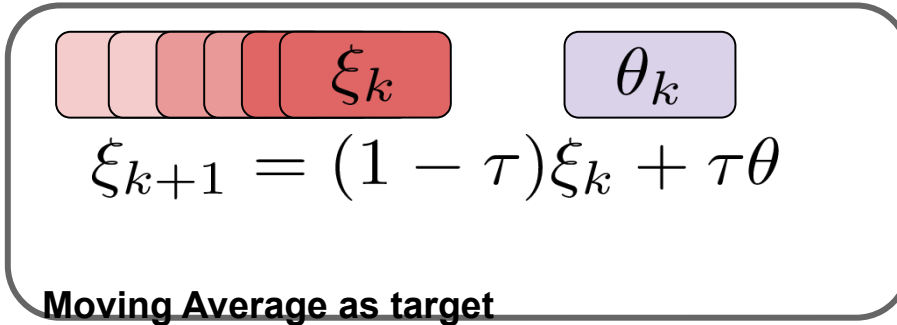 ξ_k θ_k
ξ_{k+1} = (1 − τ)ξ_k + τθ
Moving Average as target